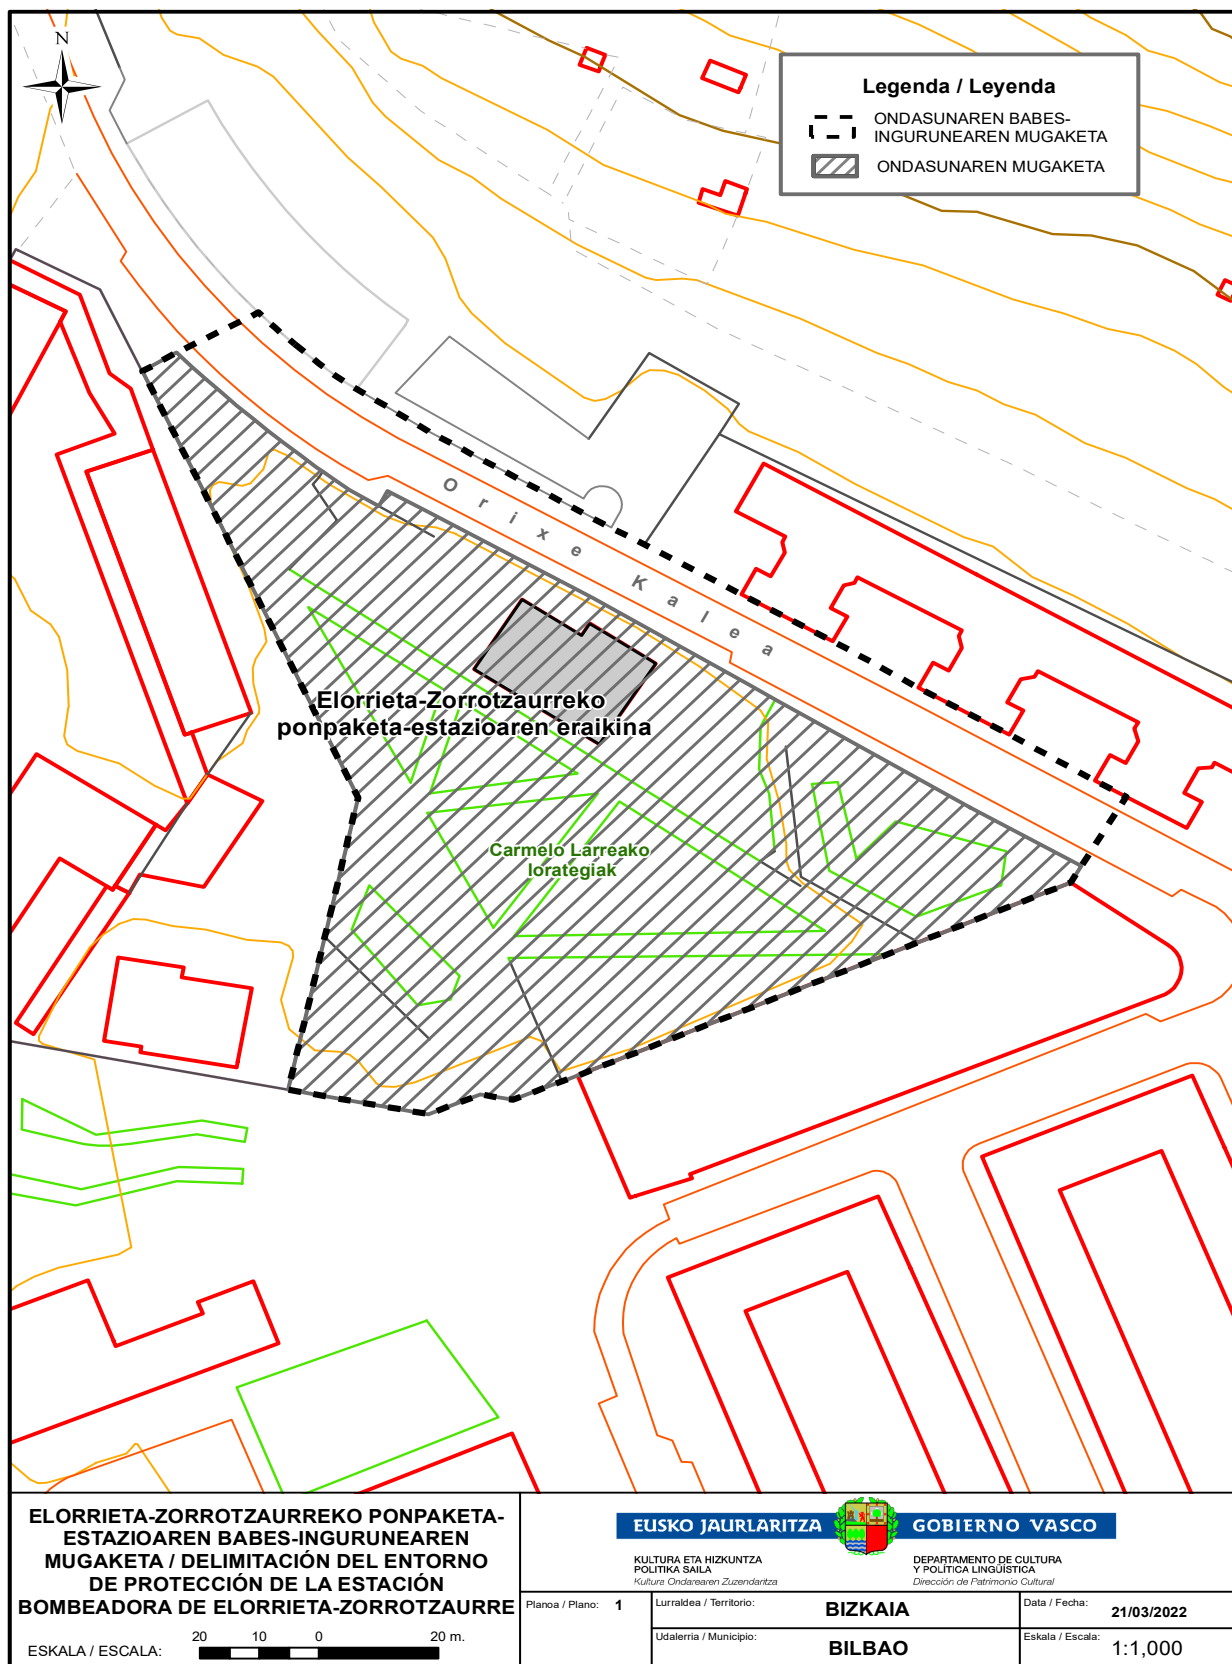 N
Legenda / Leyenda
ONDASUNAREN BABES-
INGURUNEAREN MUGAKETA
ONDASUNAREN MUGAKETA
Orixe Kalea
Elorrieta-Zorrotzaurreko
ponpaketa-estazioaren eraikina
Carmelo Larreako
lorategiak
ELORRIETA-ZORROTZAURREKO PONPAKETA-
ESTAZIOAREN BABES-INGURUNEAREN
MUGAKETA / DELIMITACIÓN DEL ENTORNO
DE PROTECCIÓN DE LA ESTACIÓN
BOMBEADORA DE ELORRIETA-ZORROTZAURRE
ESKALA / ESCALA:
20 10 0 20 m.
EUSKO JAURLARITZA
GOBIERNO VASCO
KULTURA ETA HIZKUNTZA
POLITIKA SAILA
Kultura Ondarearen Zuzendaritza
DEPARTAMENTO DE CULTURA
Y POLÍTICA LINGÜÍSTICA
Dirección de Patrimonio Cultural
Planoa / Plano: 1
Lurraldea / Territorio: BIZKAIA
Data / Fecha: 21/03/2022
Udalerria / Municipio: BILBAO
Eskala / Escala: 1:1,000